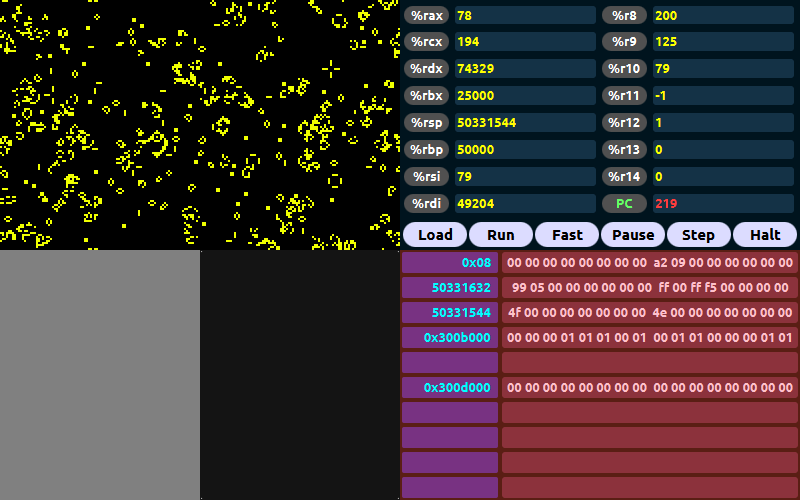 %rax 78 %r8 200
%rcx 194 %r9 125
%rdx 74329 %r10 79
%rbx 25000 %r11 -1
%rsp 50331544 %r12 1
%rbp 50000 %r13 0
%rsi 79 %r14 0
%rdi 49204 PC 219
Load Run Fast Pause Step Halt
0x08 00 00 00 00 00 00 00 00 a2 09 00 00 00 00 00 00
50331632 99 05 00 00 00 00 00 00 ff 00 ff f5 00 00 00 00
50331544 4f 00 00 00 00 00 00 00 4e 00 00 00 00 00 00 00
0x300b000 00 00 00 01 01 01 00 01 00 01 01 00 00 00 01 01
0x300d000 00 00 00 00 00 00 00 00 00 00 00 00 00 00 00 00